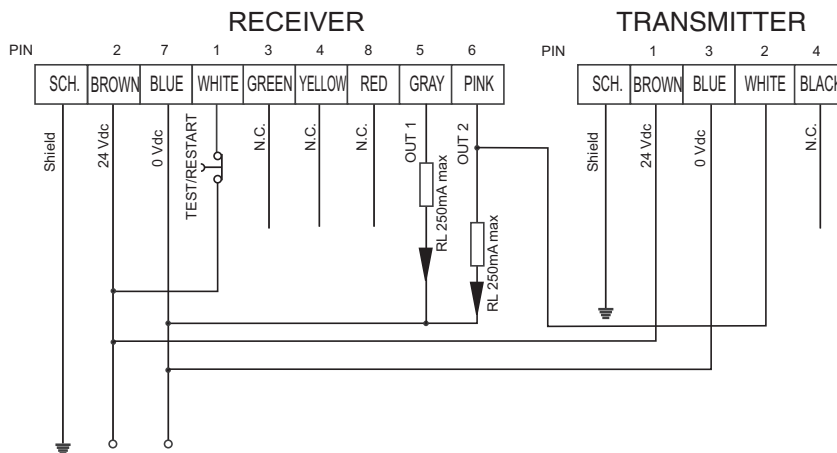 RECEIVER
TRANSMITTER
PIN 2 7 1 3 4 8 5 6
PIN 1 3 2 4
SCH. BROWN BLUE WHITE GREEN YELLOW RED GRAY PINK
SCH. BROWN BLUE WHITE BLACK
Shield
24 Vdc
0 Vdc
TEST/RESTART
N.C.
N.C.
N.C.
OUT 1
RL 250mA max
OUT 2
RL 250mA max
Shield
24 Vdc
0 Vdc
N.C.